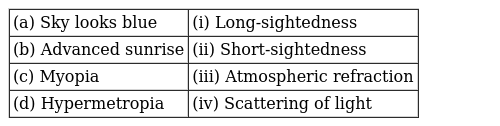 (a) Sky looks blue (i) Long-sightedness
(b) Advanced sunrise (ii) Short-sightedness
(c) Myopia (iii) Atmospheric refraction
(d) Hypermetropia (iv) Scattering of light